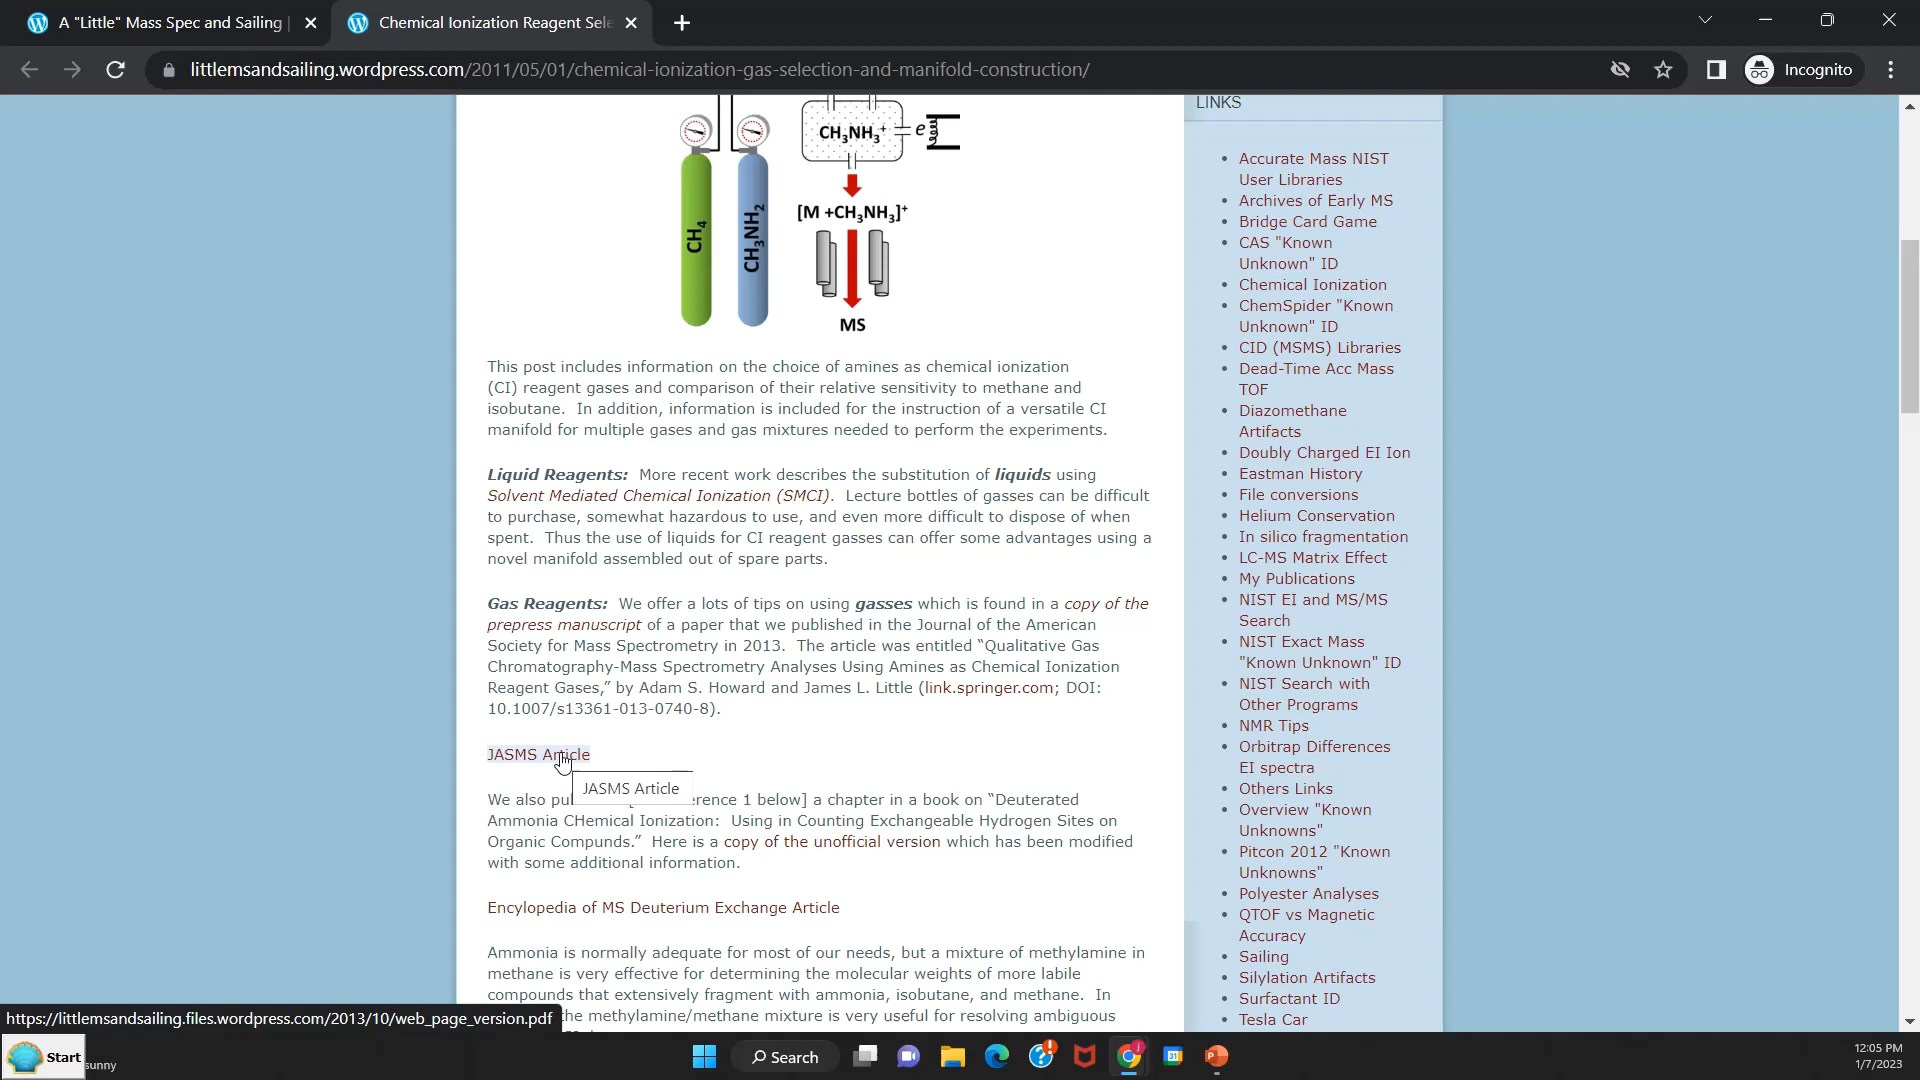 A "Little" Mass Spec and Sailing
Chemical Ionization Reagent Sele
littlemsandsailing.wordpress.com/2011/05/01/chemical-ionization-gas-selection-and-manifold-construction/
Incognito
CH₃NH₃⁺
e
CH₄
CH₃NH₂
[M +CH₃NH₃]⁺
MS
This post includes information on the choice of amines as chemical ionization
(CI) reagent gases and comparison of their relative sensitivity to methane and
isobutane.  In addition, information is included for the instruction of a versatile CI
manifold for multiple gases and gas mixtures needed to perform the experiments.
Liquid Reagents:  More recent work describes the substitution of liquids using
Solvent Mediated Chemical Ionization (SMCI).  Lecture bottles of gasses can be difficult
to purchase, somewhat hazardous to use, and even more difficult to dispose of when
spent.  Thus the use of liquids for CI reagent gasses can offer some advantages using a
novel manifold assembled out of spare parts.
Gas Reagents:  We offer a lots of tips on using gasses which is found in a copy of the
prepress manuscript of a paper that we published in the Journal of the American
Society for Mass Spectrometry in 2013.  The article was entitled “Qualitative Gas
Chromatography-Mass Spectrometry Analyses Using Amines as Chemical Ionization
Reagent Gases,” by Adam S. Howard and James L. Little (link.springer.com; DOI:
10.1007/s13361-013-0740-8).
JASMS Article
JASMS Article
We also pu erence 1 below] a chapter in a book on “Deuterated
Ammonia CHemical Ionization:  Using in Counting Exchangeable Hydrogen Sites on
Organic Compunds.”  Here is a copy of the unofficial version which has been modified
with some additional information.
Encylopedia of MS Deuterium Exchange Article
Ammonia is normally adequate for most of our needs, but a mixture of methylamine in
methane is very effective for determining the molecular weights of more labile
compounds that extensively fragment with ammonia, isobutane, and methane.  In
the methylamine/methane mixture is very useful for resolving ambiguous
LINKS
Accurate Mass NIST
User Libraries
Archives of Early MS
Bridge Card Game
CAS "Known
Unknown" ID
Chemical Ionization
ChemSpider "Known
Unknown" ID
CID (MSMS) Libraries
Dead-Time Acc Mass
TOF
Diazomethane
Artifacts
Doubly Charged EI Ion
Eastman History
File conversions
Helium Conservation
In silico fragmentation
LC-MS Matrix Effect
My Publications
NIST EI and MS/MS
Search
NIST Exact Mass
"Known Unknown" ID
NIST Search with
Other Programs
NMR Tips
Orbitrap Differences
EI spectra
Others Links
Overview "Known
Unknowns"
Pitcon 2012 "Known
Unknowns"
Polyester Analyses
QTOF vs Magnetic
Accuracy
Sailing
Silylation Artifacts
Surfactant ID
Tesla Car
https://littlemsandsailing.files.wordpress.com/2013/10/web_page_version.pdf
Start
sunny
Search
31
12:05 PM
1/7/2023